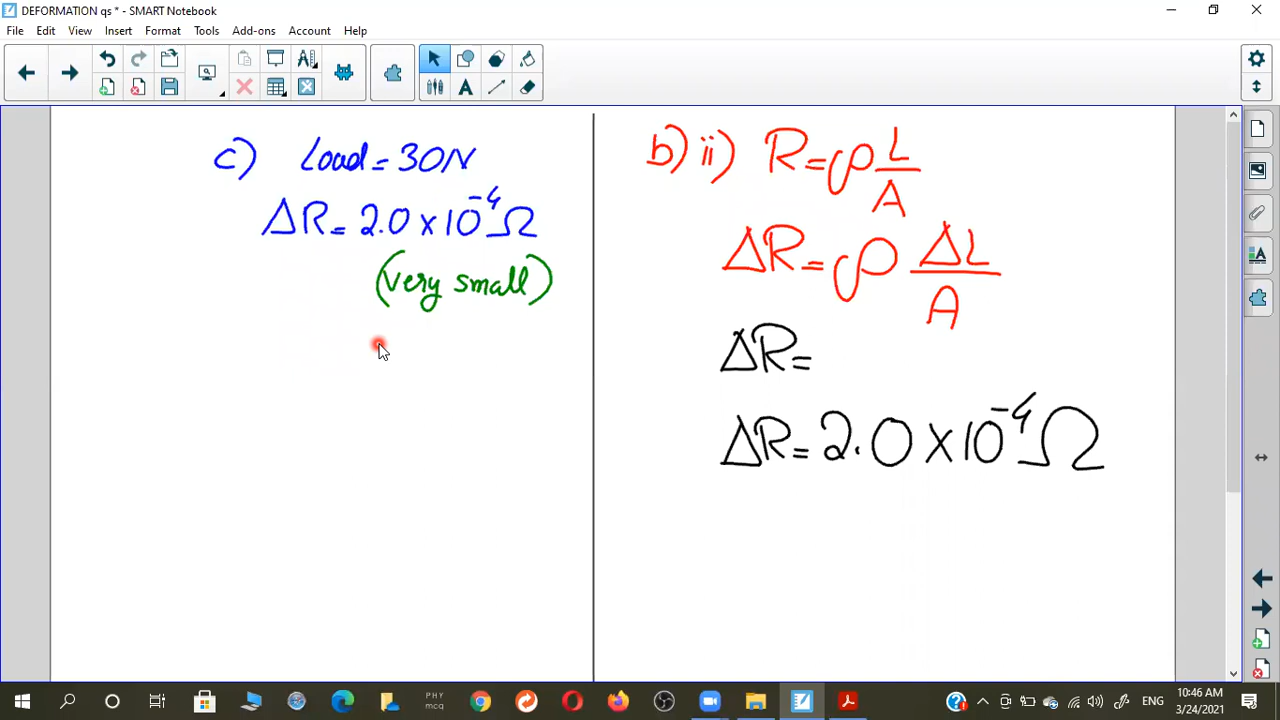 DEFORMATION qs * - SMART Notebook
File Edit View Insert Format Tools Add-ons Account Help
c) Load = 30N
ΔR = 2.0 × 10⁻⁴ Ω
(very small)
b) ii) R = ρ L/A
ΔR = ρ ΔL/A
ΔR =
ΔR = 2.0 × 10⁻⁴ Ω
PHY
mcq
ENG
10:46 AM
3/24/2021